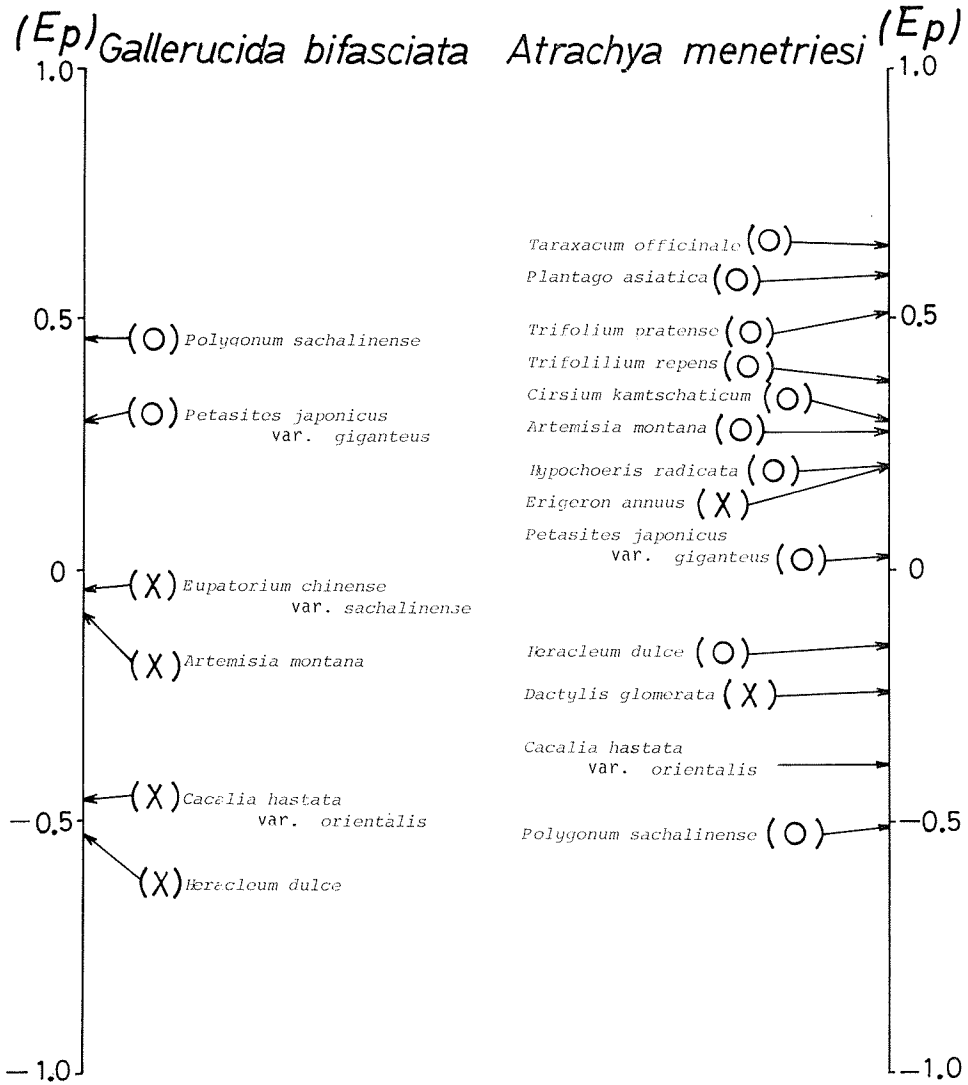 (Ep) Gallerucida bifasciata Atrachya menetriesi (Ep)
1.0
0.5
0
−0.5
−1.0
(O) Polygonum sachalinense
(O) Petasites japonicus
var. giganteus
(X) Eupatorium chinense
var. sachalinense
(X) Artemisia montana
(X) Cacalia hastata
var. orientalis
(X) Heracleum dulce
Taraxacum officinale (O)
Plantago asiatica (O)
Trifolium pratense (O)
Trifolilium repens (O)
Cirsium kamtschaticum (O)
Artemisia montana (O)
Hypochoeris radicata (O)
Erigeron annuus (X)
Petasites japonicus
var. giganteus (O)
Heracleum dulce (O)
Dactylis glomerata (X)
Cacalia hastata
var. orientalis
Polygonum sachalinense (O)
1.0
0.5
0
−0.5
−1.0